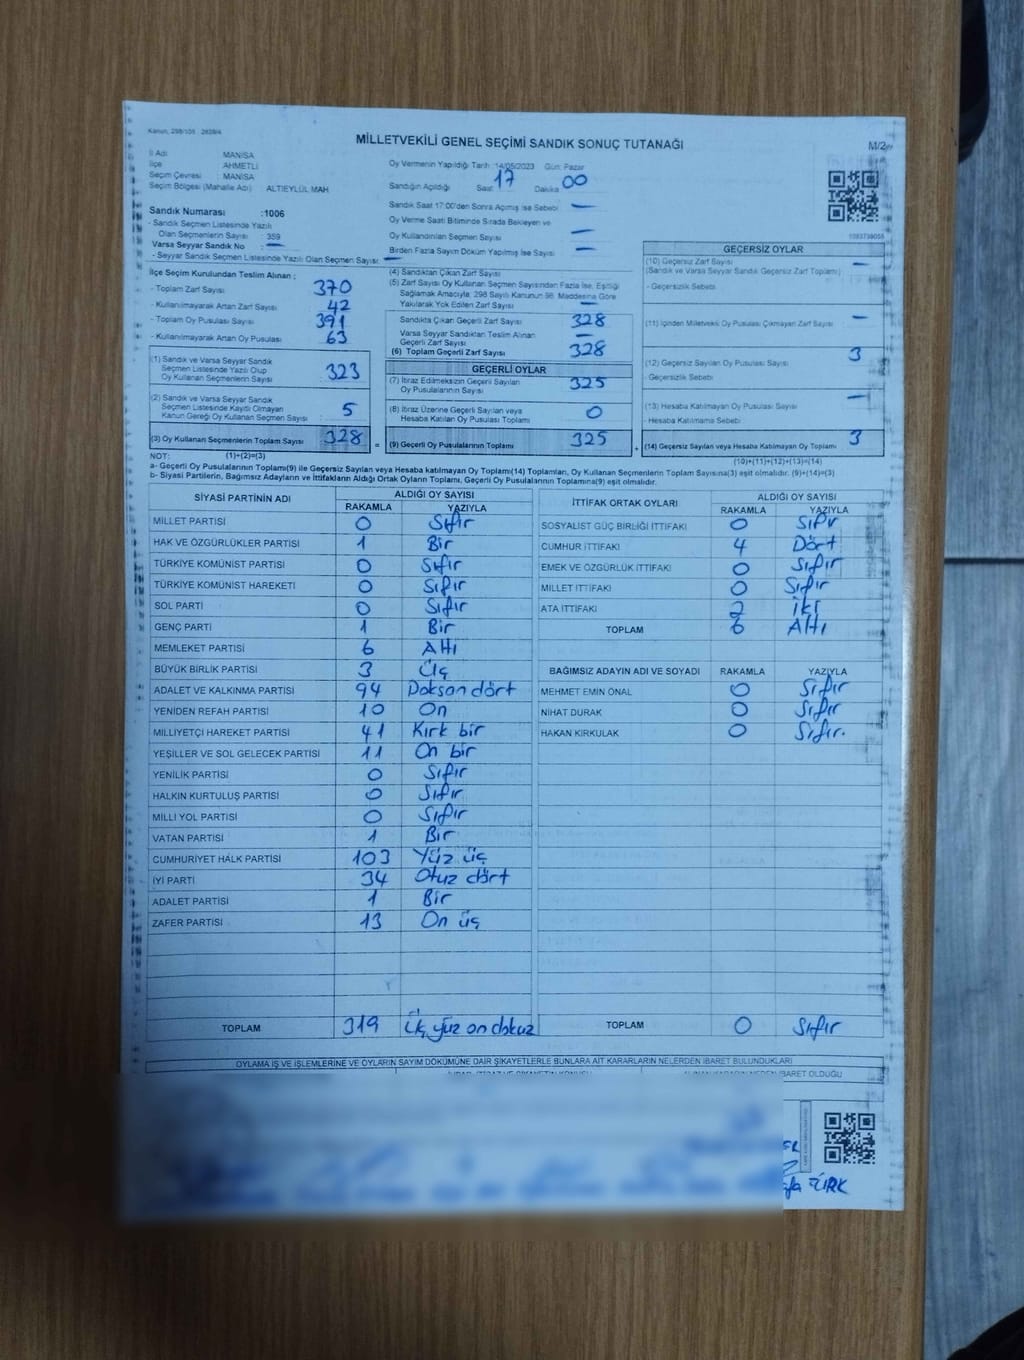 Kanun, 298/105 2839/4
MİLLETVEKİLİ GENEL SEÇİMİ SANDIK SONUÇ TUTANAĞI
M/2
İl Adı : MANİSA
İlçe : AHMETLİ
Seçim Çevresi : MANİSA
Seçim Bölgesi (Mahalle Adı) ALTIEYLÜL MAH
Sandık Numarası :1006
- Sandık Seçmen Listesinde Yazılı
Olan Seçmenlerin Sayısı : 359
Varsa Seyyar Sandık No : —
- Seyyar Sandık Seçmen Listesinde Yazılı Olan Seçmen Sayısı: —
Oy Vermenin Yapıldığı Tarih :14/05/2023 Gün: Pazar
Sandığın Açıldığı Saat 17 Dakika 00
Sandık Saat 17:00'den Sonra Açılmış İse Sebebi —
Oy Verme Saati Bitiminde Sırada Bekleyen ve
Oy Kullandırılan Seçmen Sayısı —
Birden Fazla Sayım Döküm Yapılmış İse Sayısı —
İlçe Seçim Kurulundan Teslim Alınan ;
- Toplam Zarf Sayısı : 370
- Kullanılmayarak Artan Zarf Sayısı : 42
- Toplam Oy Pusulası Sayısı : 391
- Kullanılmayarak Artan Oy Pusulası : 63
(1) Sandık ve Varsa Seyyar Sandık
Seçmen Listesinde Yazılı Olup
Oy Kullanan Seçmenlerin Sayısı 323
(2) Sandık ve Varsa Seyyar Sandık
Seçmen Listesinde Kayıtlı Olmayan
Kanun Gereği Oy Kullanan Seçmen Sayısı 5
(3) Oy Kullanan Seçmenlerin Toplam Sayısı 328 =
(4) Sandıktan Çıkan Zarf Sayısı
(5) Zarf Sayısı Oy Kullanan Seçmen Sayısından Fazla İse, Eşitliği
Sağlamak Amacıyla, 298 Sayılı Kanunun 98. Maddesine Göre
Yakılarak Yok Edilen Zarf Sayısı —
Sandıkta Çıkan Geçerli Zarf Sayısı 328
Varsa Seyyar Sandıktan Teslim Alınan
Geçerli Zarf Sayısı —
(6) Toplam Geçerli Zarf Sayısı 328
GEÇERLİ OYLAR
(7) İtiraz Edilmeksizin Geçerli Sayılan
Oy Pusulalarının Sayısı 325
(8) İtiraz Üzerine Geçerli Sayılan veya
Hesaba Katılan Oy Pusulası Toplamı 0
(9) Geçerli Oy Pusulalarının Toplamı 325 +
GEÇERSİZ OYLAR
(10) Geçersiz Zarf Sayısı —
(Sandık ve Varsa Seyyar Sandık Geçersiz Zarf Toplamı)
- Geçersizlik Sebebi
(11) İçinden Milletvekili Oy Pusulası Çıkmayan Zarf Sayısı —
(12) Geçersiz Sayılan Oy Pusulası Sayısı 3
Geçersizlik Sebebi
(13) Hesaba Katılmayan Oy Pusulası Sayısı —
Hesaba Katılmama Sebebi
(14) Geçersiz Sayılan veya Hesaba Katılmayan Oy Toplamı 3
NOT: (1)+(2)=(3)
(10)+(11)+(12)+(13)=(14)
a- Geçerli Oy Pusulalarının Toplamı(9) ile Geçersiz Sayılan veya Hesaba katılmayan Oy Toplamı(14) Toplamları, Oy Kullanan Seçmenlerin Toplam Sayısına(3) eşit olmalıdır. (9)+(14)=(3)
b- Siyasi Partilerin, Bağımsız Adayların ve İttifakların Aldığı Ortak Oyların Toplamı, Geçerli Oy Pusulalarının Toplamına(9) eşit olmalıdır.
SİYASİ PARTİNİN ADI ALDIĞI OY SAYISI
RAKAMLA YAZIYLA
MİLLET PARTİSİ 0 Sıfır
HAK VE ÖZGÜRLÜKLER PARTİSİ 1 Bir
TÜRKİYE KOMÜNİST PARTİSİ 0 Sıfır
TÜRKİYE KOMÜNİST HAREKETİ 0 Sıfır
SOL PARTİ 0 Sıfır
GENÇ PARTİ 1 Bir
MEMLEKET PARTİSİ 6 Altı
BÜYÜK BİRLİK PARTİSİ 3 Üç
ADALET VE KALKINMA PARTİSİ 94 Doksan dört
YENİDEN REFAH PARTİSİ 10 On
MİLLİYETÇİ HAREKET PARTİSİ 41 Kırk bir
YEŞİLLER VE SOL GELECEK PARTİSİ 11 On bir
YENİLİK PARTİSİ 0 Sıfır
HALKIN KURTULUŞ PARTİSİ 0 Sıfır
MİLLİ YOL PARTİSİ 0 Sıfır
VATAN PARTİSİ 1 Bir
CUMHURİYET HALK PARTİSİ 103 Yüz üç
İYİ PARTİ 34 Otuz dört
ADALET PARTİSİ 1 Bir
ZAFER PARTİSİ 13 On üç
TOPLAM 319 Üç yüz on dokuz
İTTİFAK ORTAK OYLARI ALDIĞI OY SAYISI
RAKAMLA YAZIYLA
SOSYALİST GÜÇ BİRLİĞİ İTTİFAKI 0 Sıfır
CUMHUR İTTİFAKI 4 Dört
EMEK VE ÖZGÜRLÜK İTTİFAKI 0 Sıfır
MİLLET İTTİFAKI 0 Sıfır
ATA İTTİFAKI 2 İki
TOPLAM 6 Altı
BAĞIMSIZ ADAYIN ADI VE SOYADI RAKAMLA YAZIYLA
MEHMET EMİN ÖNAL 0 Sıfır
NİHAT DURAK 0 Sıfır
HAKAN KIRKULAK 0 Sıfır.
TOPLAM 0 Sıfır
OYLAMA İŞ VE İŞLEMLERİNE VE OYLARIN SAYIM DÖKÜMÜNE DAİR ŞİKAYETLERLE BUNLARA AİT KARARLARIN NELERDEN İBARET BULUNDUKLARI